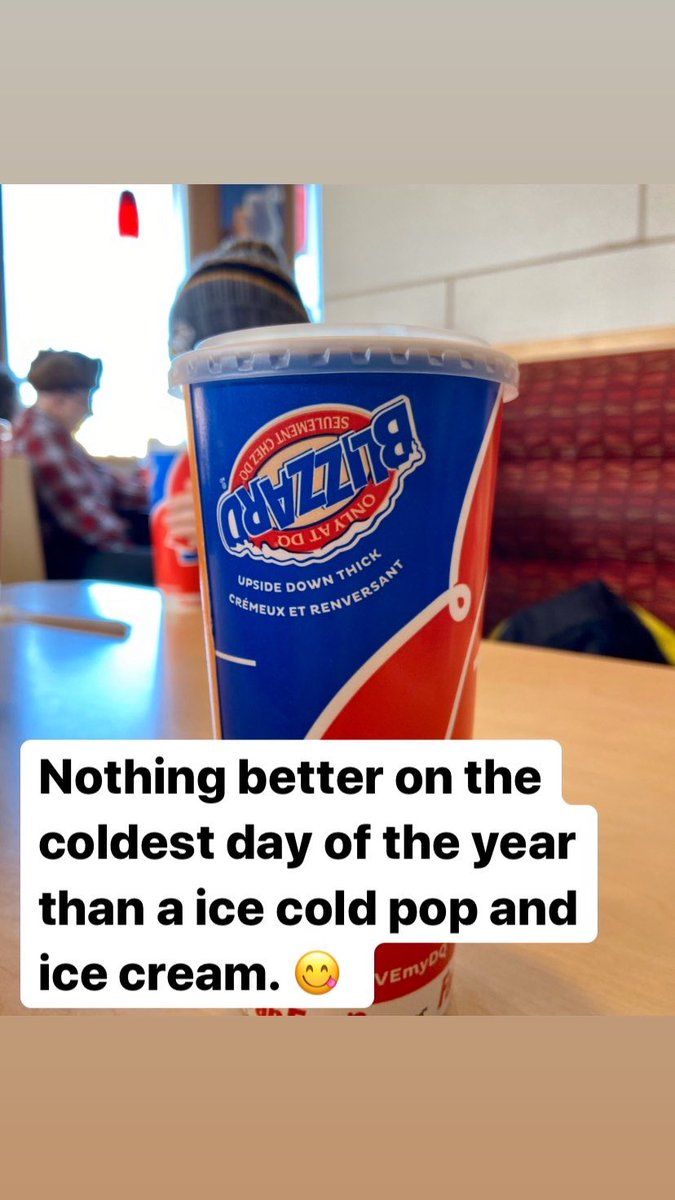 SEULEMENT CHEZ DQ
BLIZZARD
ONLY AT DQ
UPSIDE DOWN THICK
CRÉMEUX ET RENVERSANT
Nothing better on the
coldest day of the year
than a ice cold pop and
ice cream. 😋
VEmyDQ